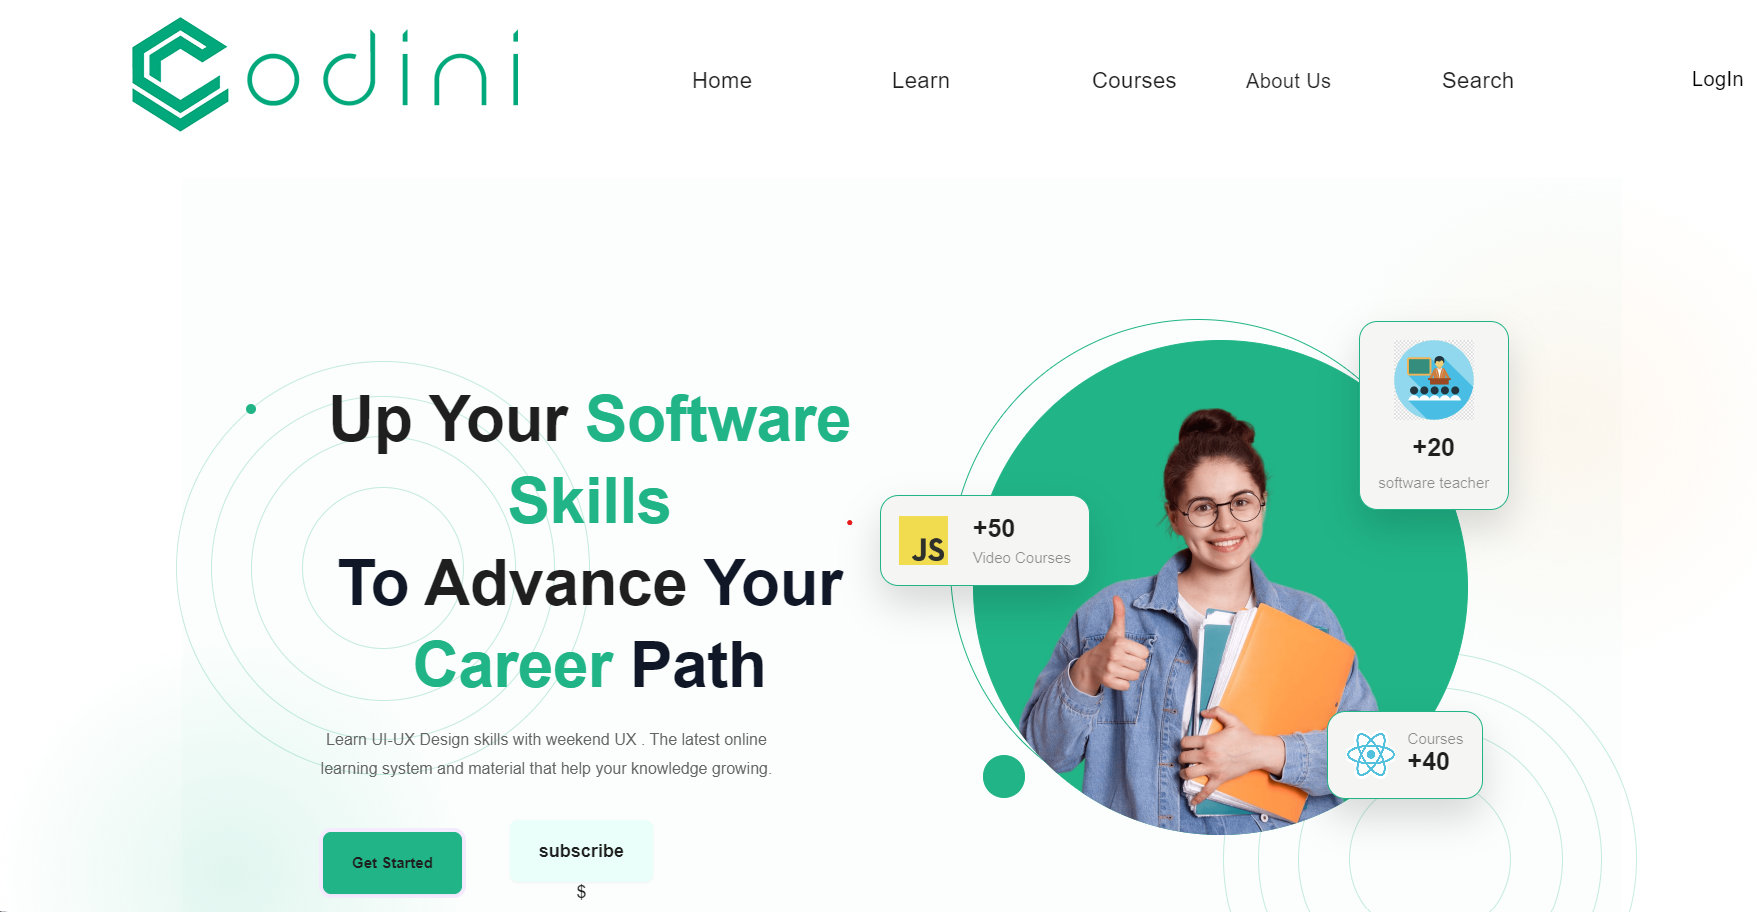 Codini
Home Learn Courses About Us Search LogIn
Up Your Software
Skills
To Advance Your
Career Path
Learn UI-UX Design skills with weekend UX . The latest online
learning system and material that help your knowledge growing.
Get Started
subscribe
$
JS
+50
Video Courses
+20
software teacher
Courses
+40